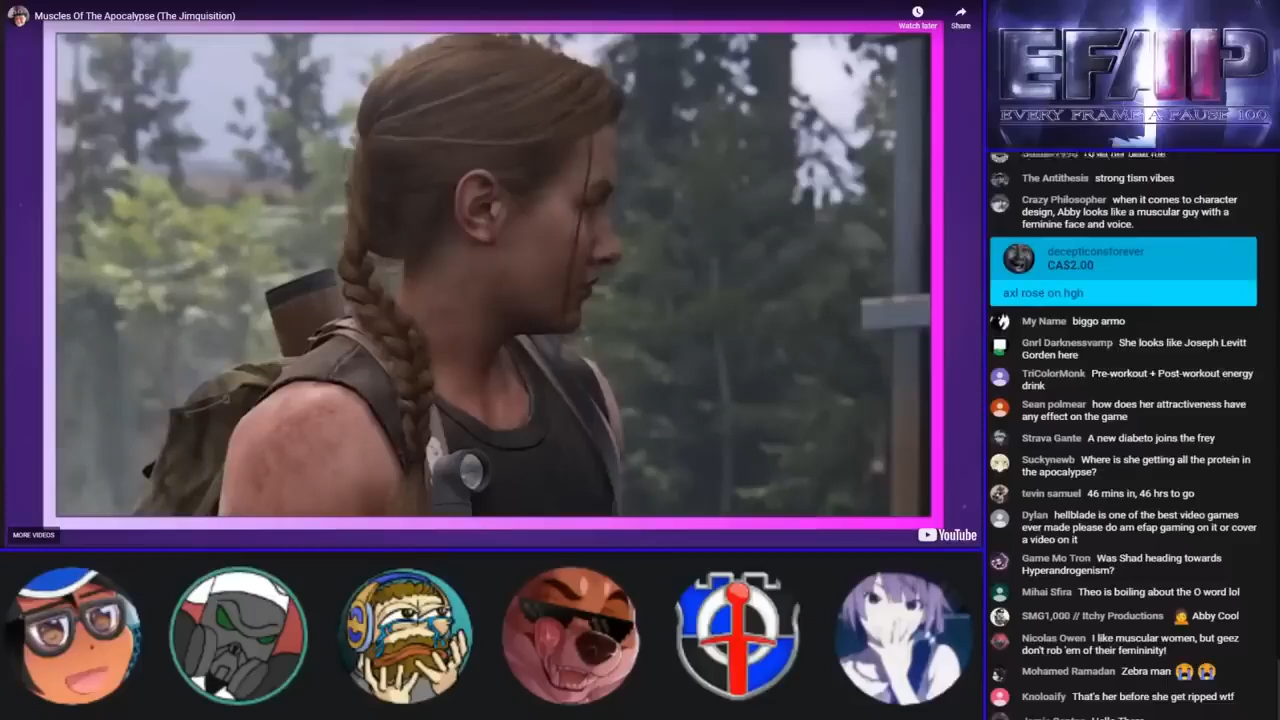 Muscles Of The Apocalypse (The Jimquisition)
Watch later
Share
MORE VIDEOS
YouTube
EFAP
EVERY FRAME A PAUSE 100
The Antithesis strong tism vibes
Crazy Philosopher when it comes to character
design, Abby looks like a muscular guy with a
feminine face and voice.
decepticonsforever
CA$2.00
axl rose on hgh
My Name biggo armo
Gnrl Darknessvamp She looks like Joseph Levitt
Gorden here
TriColorMonk Pre-workout + Post-workout energy
drink
Sean polmear how does her attractiveness have
any effect on the game
Strava Gante A new diabeto joins the frey
Suckynewb Where is she getting all the protein in
the apocalypse?
tevin samuel 46 mins in, 46 hrs to go
Dylan hellblade is one of the best video games
ever made please do am efap gaming on it or cover
a video on it
Game Mo Tron Was Shad heading towards
Hyperandrogenism?
Mihai Sfira Theo is boiling about the O word lol
SMG1,000 // Itchy Productions 🤦 Abby Cool
Nicolas Owen I like muscular women, but geez
don't rob 'em of their femininity!
Mohamed Ramadan Zebra man 😭 😭
Knoloaify That's her before she get ripped wtf